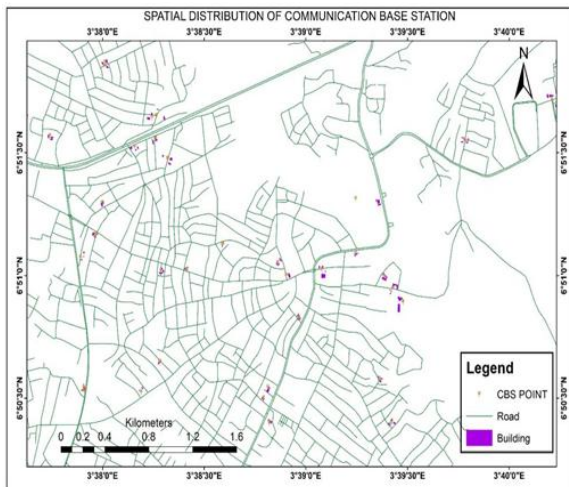 SPATIAL DISTRIBUTION OF COMMUNICATION BASE STATION
3°38'0"E 3°38'30"E 3°39'0"E 3°39'30"E 3°40'0"E
N
6°51'30"N 6°51'30"N
6°51'0"N 6°51'0"N
6°50'30"N 6°50'30"N
Legend
CBS POINT
Road
Building
Kilometers
0 0.2 0.4 0.8 1.2 1.6
3°38'0"E 3°38'30"E 3°39'0"E 3°39'30"E 3°40'0"E